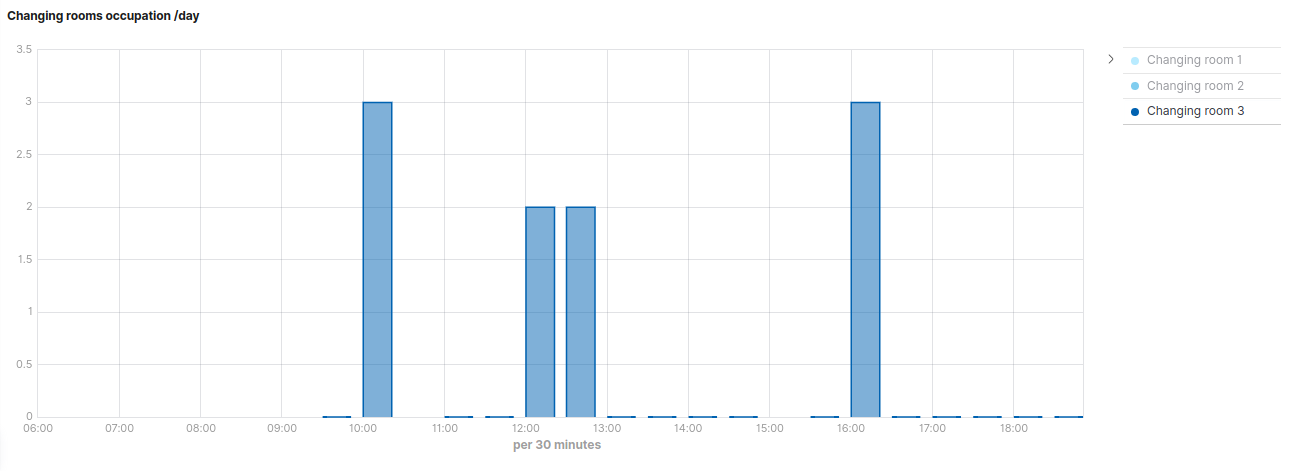 Changing rooms occupation /day
3.5
3
2.5
2
1.5
1
0.5
0
06:00 07:00 08:00 09:00 10:00 11:00 12:00 13:00 14:00 15:00 16:00 17:00 18:00
per 30 minutes
Changing room 1
Changing room 2
Changing room 3